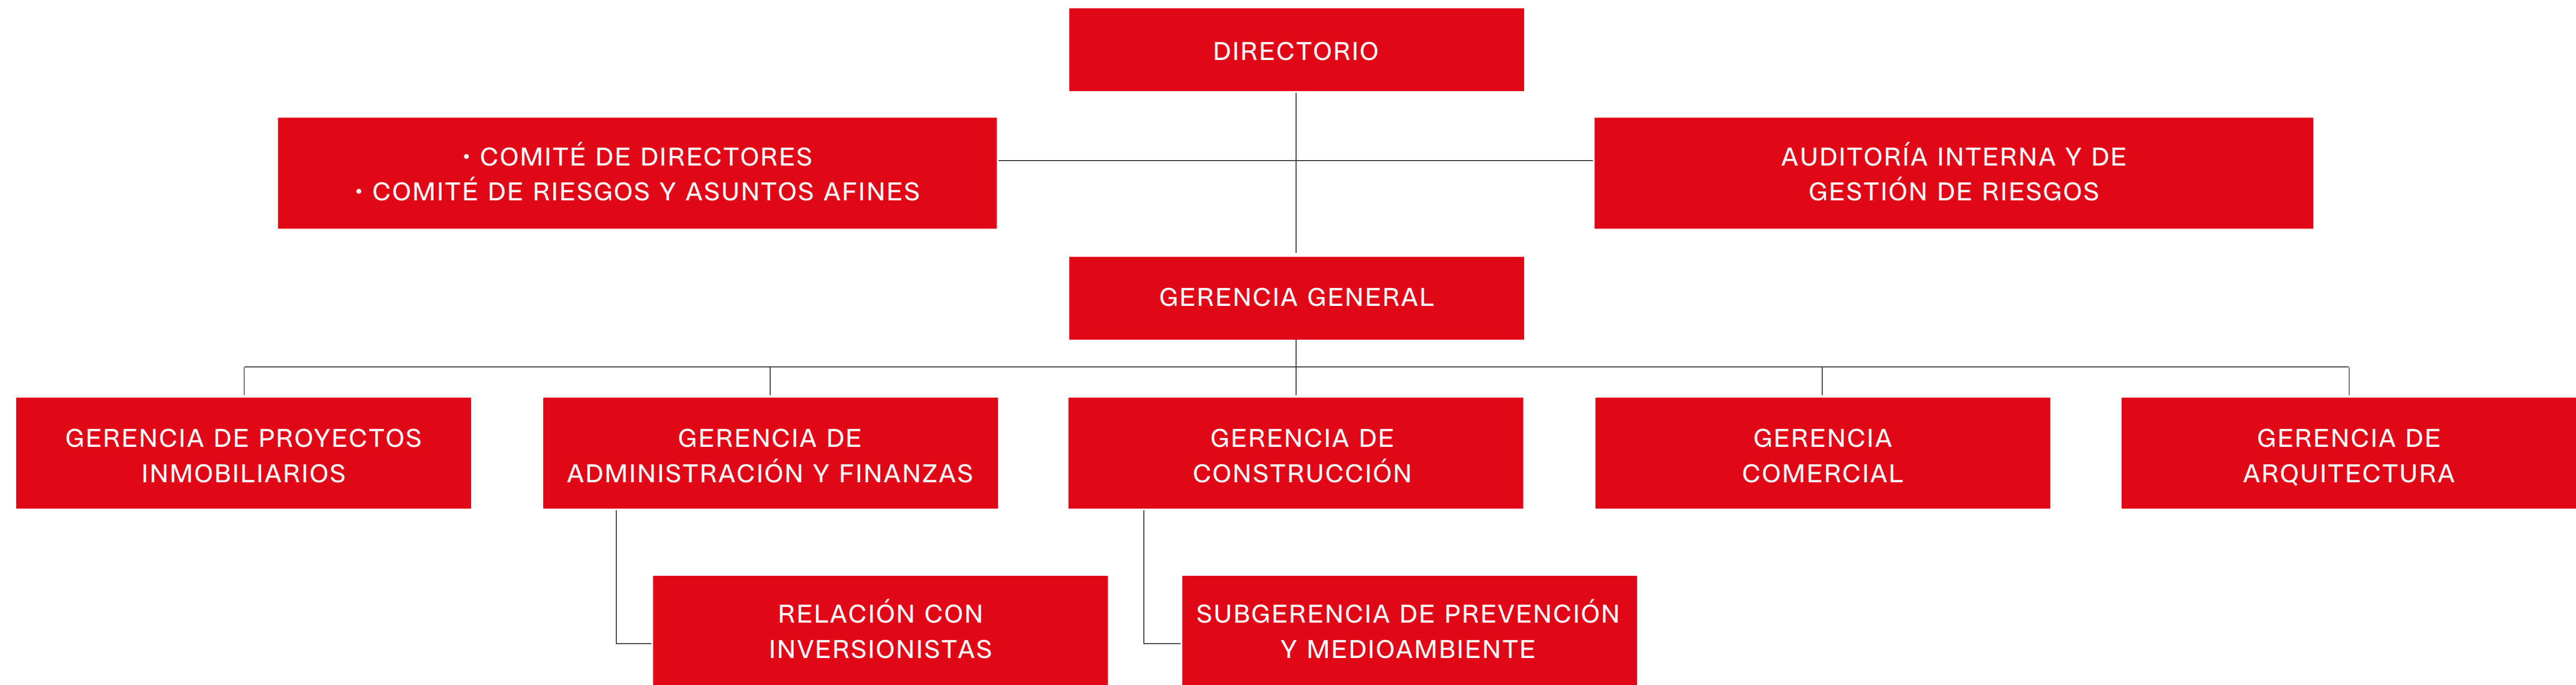 DIRECTORIO
• COMITÉ DE DIRECTORES
• COMITÉ DE RIESGOS Y ASUNTOS AFINES
AUDITORÍA INTERNA Y DE
GESTIÓN DE RIESGOS
GERENCIA GENERAL
GERENCIA DE PROYECTOS
INMOBILIARIOS
GERENCIA DE
ADMINISTRACIÓN Y FINANZAS
GERENCIA DE
CONSTRUCCIÓN
GERENCIA
COMERCIAL
GERENCIA DE
ARQUITECTURA
RELACIÓN CON
INVERSIONISTAS
SUBGERENCIA DE PREVENCIÓN
Y MEDIOAMBIENTE